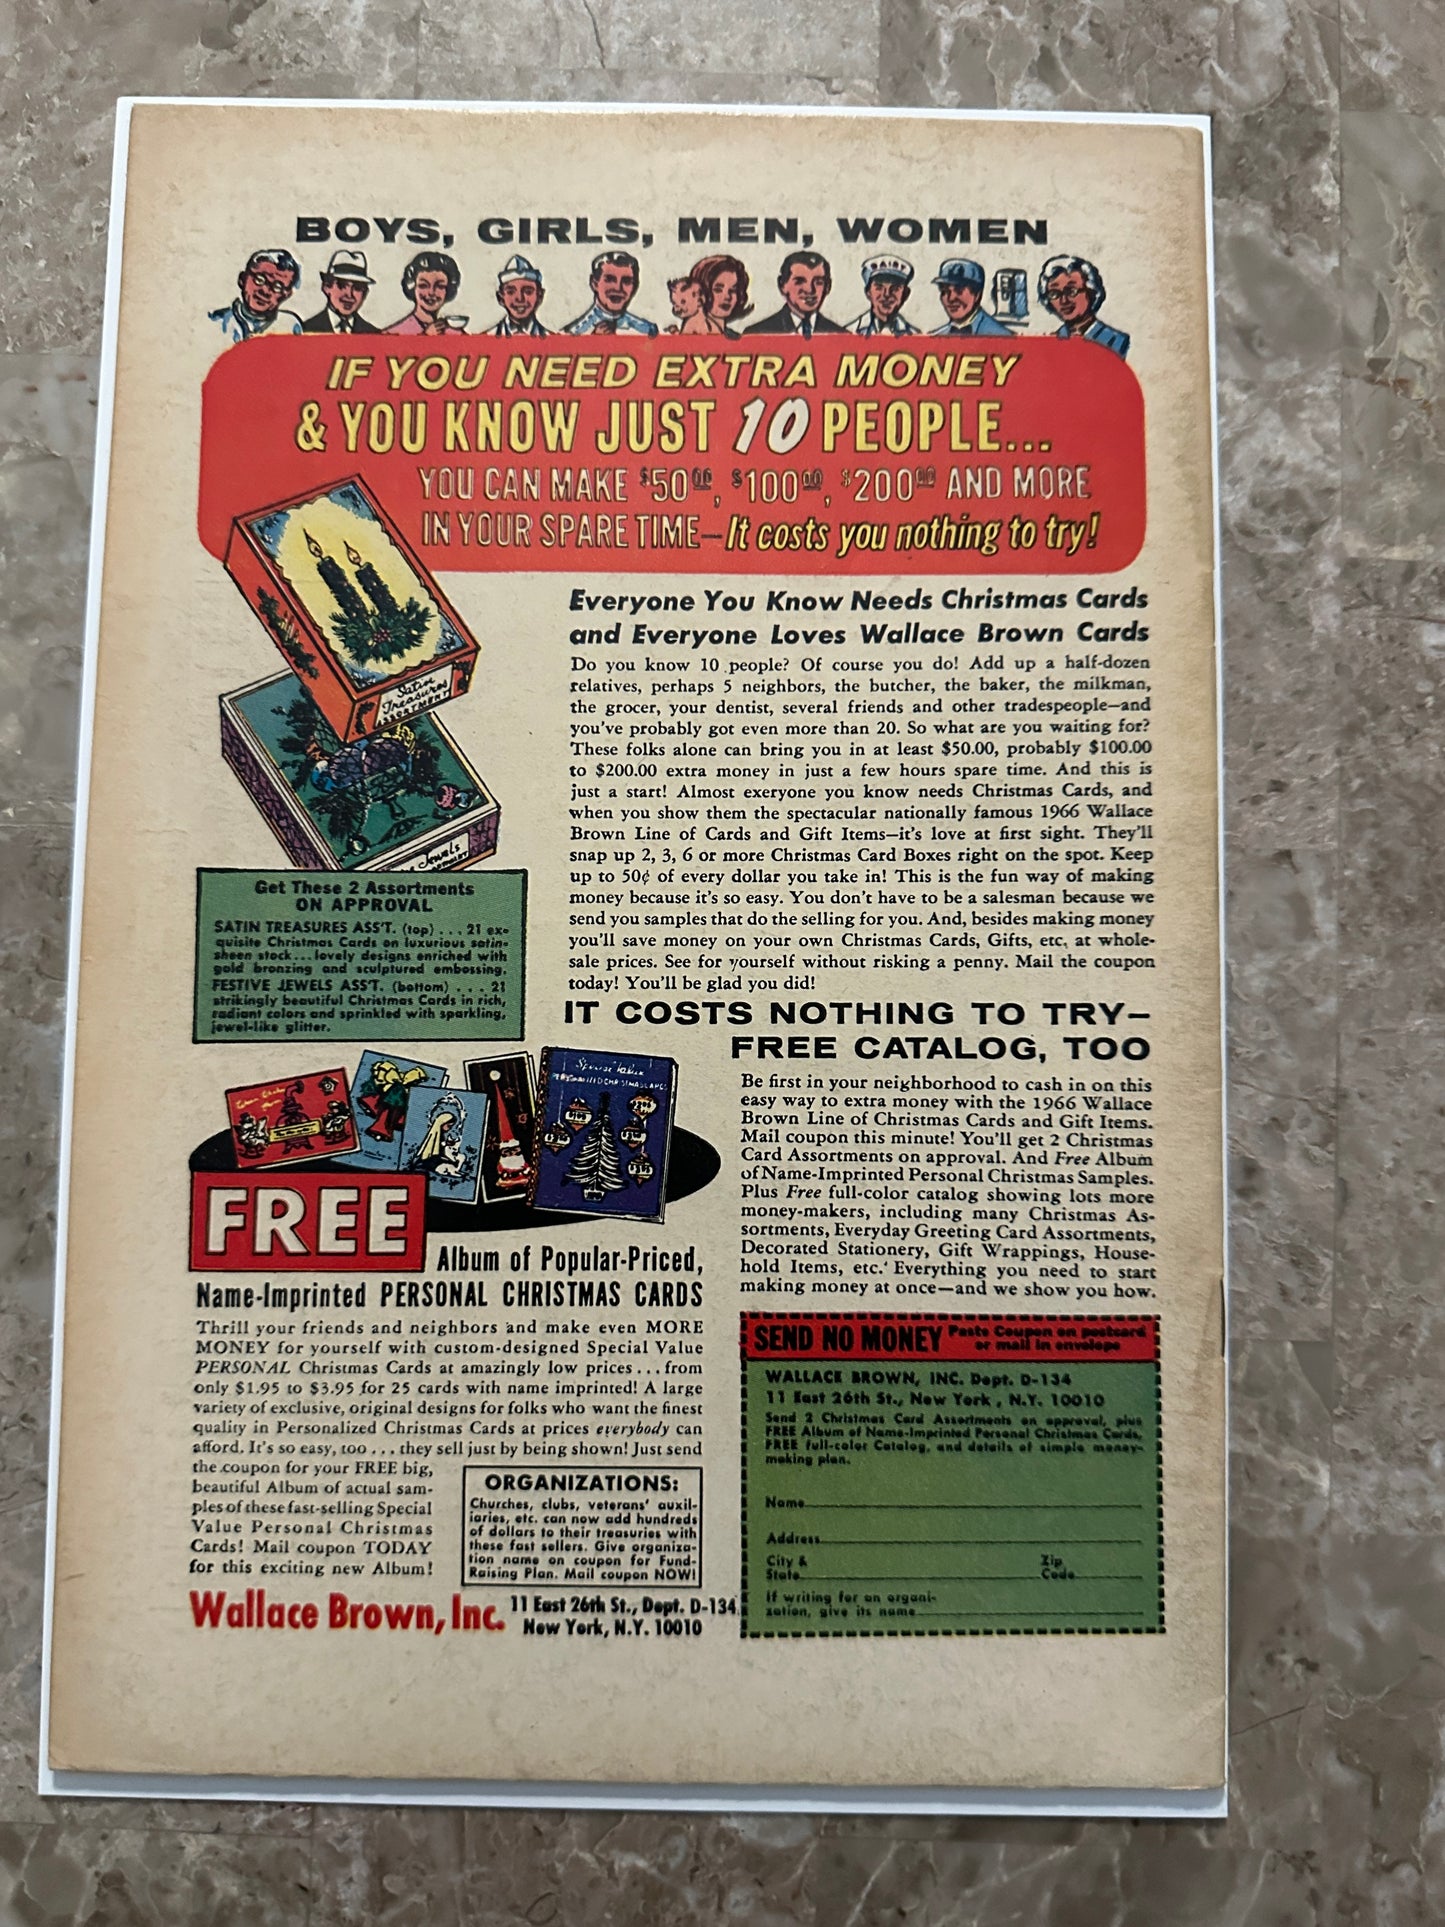 BOYS, GIRLS, MEN, WOMEN
DAIRY
IF YOU NEED EXTRA MONEY
& YOU KNOW JUST 10 PEOPLE...
YOU CAN MAKE $50.00, $100.00, $200.00 AND MORE
IN YOUR SPARE TIME—It costs you nothing to try!
Satin
Treasures
ASSORTMENT
Jewels
Everyone You Know Needs Christmas Cards
and Everyone Loves Wallace Brown Cards
Do you know 10 people? Of course you do! Add up a half-dozen
relatives, perhaps 5 neighbors, the butcher, the baker, the milkman,
the grocer, your dentist, several friends and other tradespeople—and
you've probably got even more than 20. So what are you waiting for?
These folks alone can bring you in at least $50.00, probably $100.00
to $200.00 extra money in just a few hours spare time. And this is
just a start! Almost exeryone you know needs Christmas Cards, and
when you show them the spectacular nationally famous 1966 Wallace
Brown Line of Cards and Gift Items—it's love at first sight. They'll
snap up 2, 3, 6 or more Christmas Card Boxes right on the spot. Keep
up to 50¢ of every dollar you take in! This is the fun way of making
money because it's so easy. You don't have to be a salesman because we
send you samples that do the selling for you. And, besides making money
you'll save money on your own Christmas Cards, Gifts, etc. at whole-
sale prices. See for yourself without risking a penny. Mail the coupon
today! You'll be glad you did!
Get These 2 Assortments
ON APPROVAL
SATIN TREASURES ASS'T. (top) . . . 21 ex-
quisite Christmas Cards on luxurious satin-
sheen stock...lovely designs enriched with
gold bronzing and sculptured embossing.
FESTIVE JEWELS ASS'T. (bottom) . . . 21
strikingly beautiful Christmas Cards in rich,
radiant colors and sprinkled with sparkling,
jewel-like glitter.
IT COSTS NOTHING TO TRY—
FREE CATALOG, TOO
Be first in your neighborhood to cash in on this
easy way to extra money with the 1966 Wallace
Brown Line of Christmas Cards and Gift Items.
Mail coupon this minute! You'll get 2 Christmas
Card Assortments on approval. And Free Album
of Name-Imprinted Personal Christmas Samples.
Plus Free full-color catalog showing lots more
money-makers, including many Christmas As-
sortments, Everyday Greeting Card Assortments,
Decorated Stationery, Gift Wrappings, House-
hold Items, etc. Everything you need to start
making money at once—and we show you how.
Special Value
PERSONALIZED CHRISTMAS CARDS
FREE
Album of Popular-Priced,
Name-Imprinted PERSONAL CHRISTMAS CARDS
Thrill your friends and neighbors and make even MORE
MONEY for yourself with custom-designed Special Value
PERSONAL Christmas Cards at amazingly low prices . . . from
only $1.95 to $3.95 for 25 cards with name imprinted! A large
variety of exclusive, original designs for folks who want the finest
quality in Personalized Christmas Cards at prices everybody can
afford. It's so easy, too . . . they sell just by being shown! Just send
the coupon for your FREE big,
beautiful Album of actual sam-
ples of these fast-selling Special
Value Personal Christmas
Cards! Mail coupon TODAY
for this exciting new Album!
ORGANIZATIONS:
Churches, clubs, veterans' auxil-
iaries, etc. can now add hundreds
of dollars to their treasuries with
these fast sellers. Give organiza-
tion name on coupon for Fund-
Raising Plan. Mail coupon NOW!
Wallace Brown, Inc. 11 East 26th St., Dept. D-134
New York, N.Y. 10010
SEND NO MONEY Paste Coupon on postcard
or mail in envelope
WALLACE BROWN, INC. Dept. D-134
11 East 26th St., New York, N.Y. 10010
Send 2 Christmas Card Assortments on approval, plus
FREE Album of Name-Imprinted Personal Christmas Cards,
FREE full-color Catalog, and details of simple money-
making plan.
Name
Address
City & State Zip Code
If writing for an organi-
zation, give its name